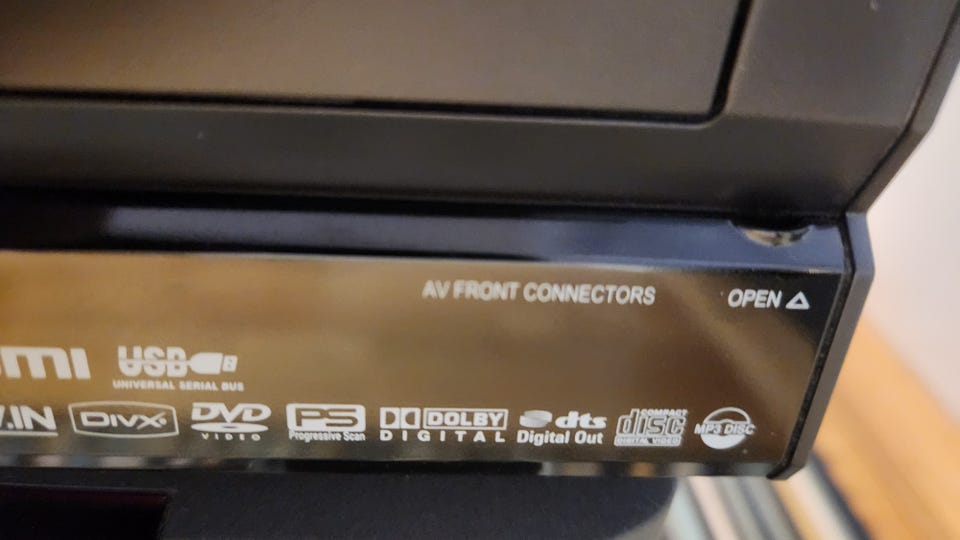 AV FRONT CONNECTORS OPEN
USB
UNIVERSAL SERIAL BUS
DIVX DVD VIDEO PS Progressive Scan DOLBY DIGITAL dts Digital Out COMPACT disc DIGITAL VIDEO MP3 DISC